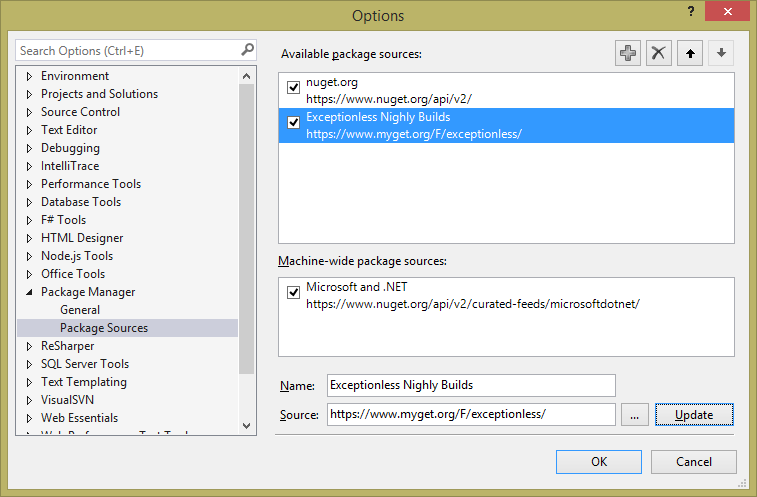 Options
?
Search Options (Ctrl+E)
Environment
Projects and Solutions
Source Control
Text Editor
Debugging
IntelliTrace
Performance Tools
Database Tools
F# Tools
HTML Designer
Node.js Tools
Office Tools
Package Manager
General
Package Sources
ReSharper
SQL Server Tools
Text Templating
VisualSVN
Web Essentials
Available package sources:
nuget.org
https://www.nuget.org/api/v2/
Exceptionless Nighly Builds
https://www.myget.org/F/exceptionless/
Machine-wide package sources:
Microsoft and .NET
https://www.nuget.org/api/v2/curated-feeds/microsoftdotnet/
Name: Exceptionless Nighly Builds
Source: https://www.myget.org/F/exceptionless/ ... Update
OK Cancel